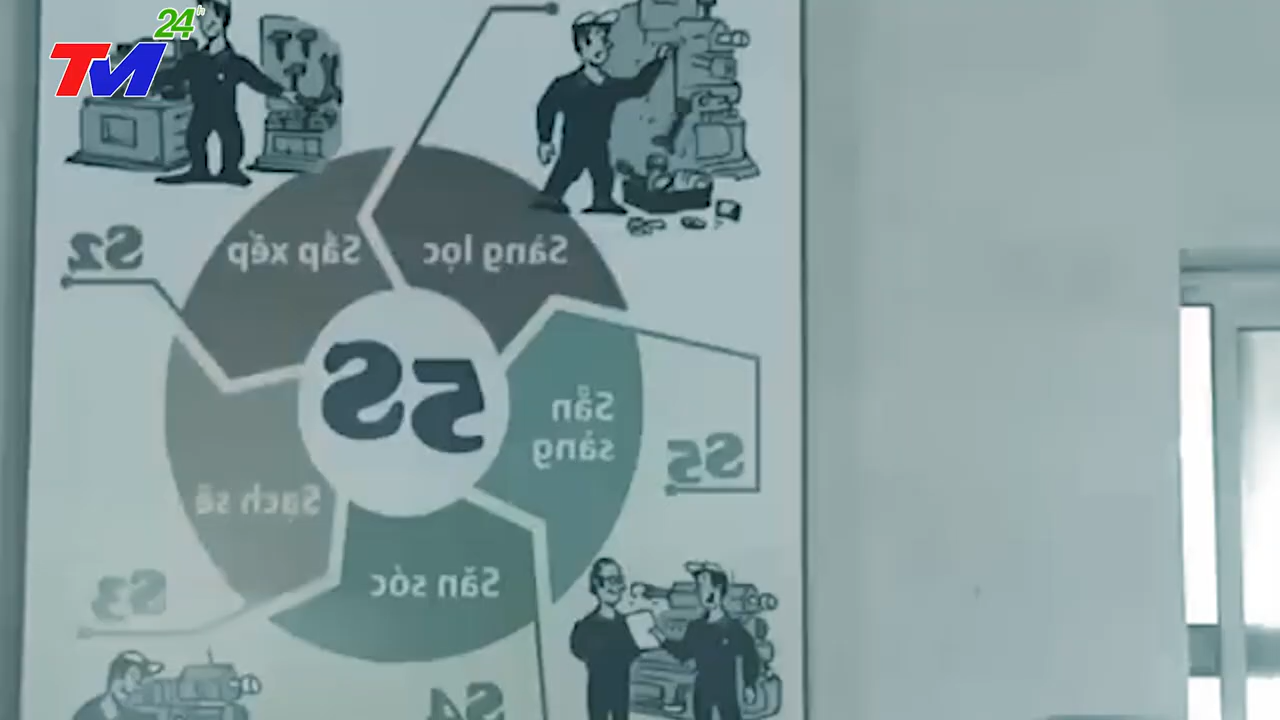 24h
TM
Sàng lọc
Sắp xếp
S2
5S
Sẵn
sàng
S5
Sạch sẽ
Săn sóc
S3
S4